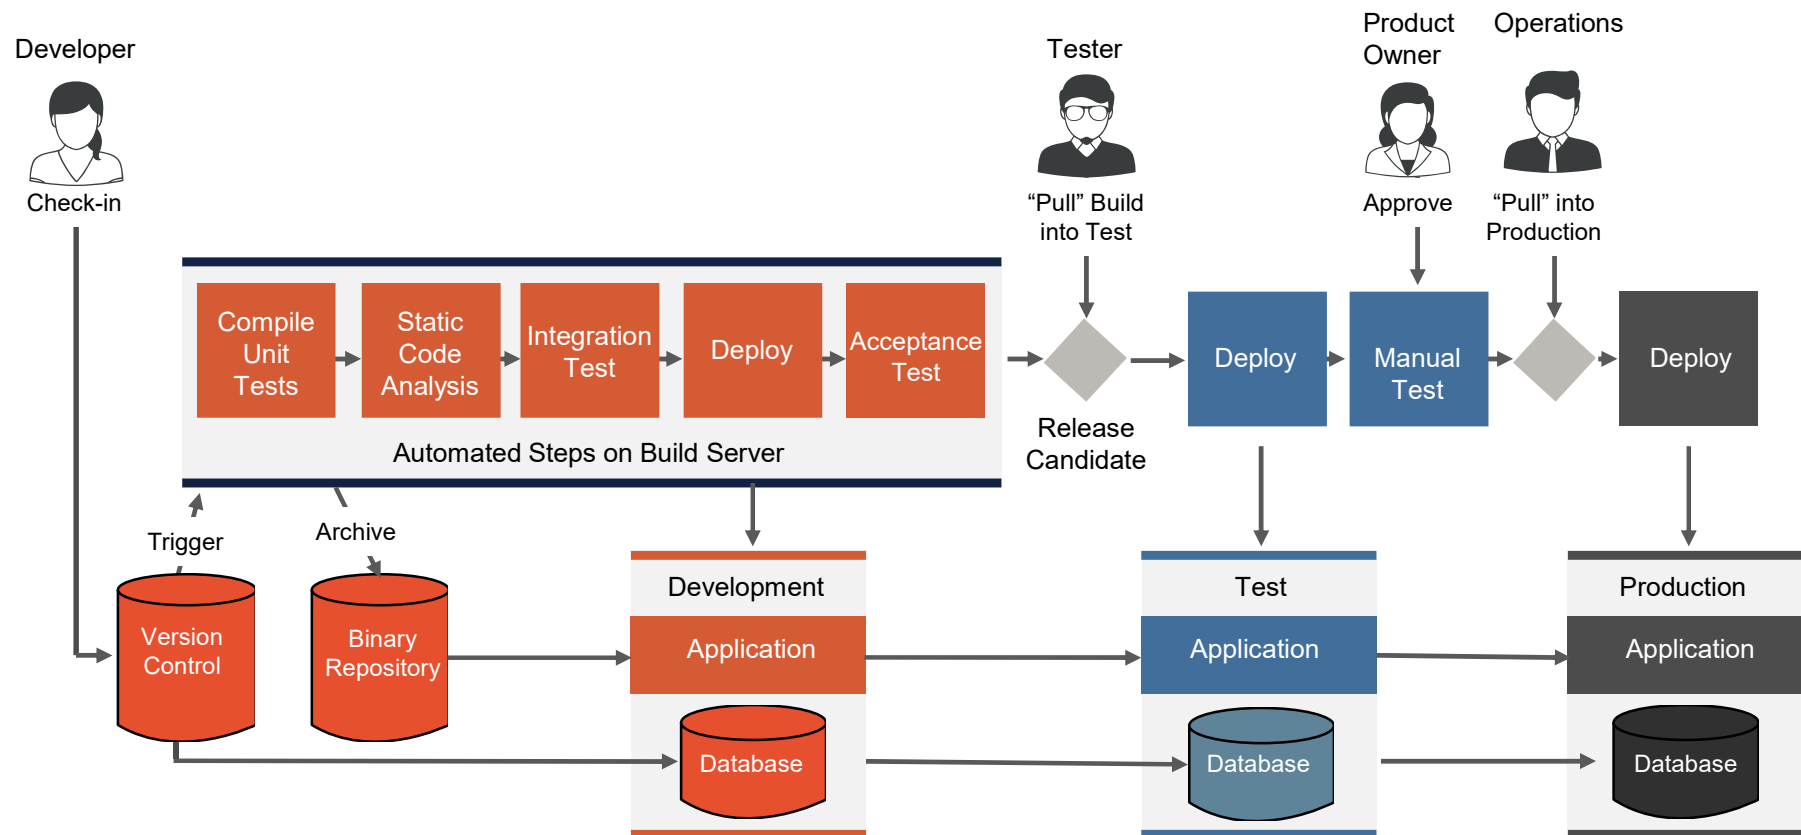 Developer
Check-in
Tester
“Pull” Build
into Test
Product
Owner
Approve
Operations
“Pull” into
Production
Compile
Unit
Tests
Static
Code
Analysis
Integration
Test
Deploy
Acceptance
Test
Automated Steps on Build Server
Release
Candidate
Deploy
Manual
Test
Deploy
Trigger
Archive
Version
Control
Binary
Repository
Development
Application
Database
Test
Application
Database
Production
Application
Database